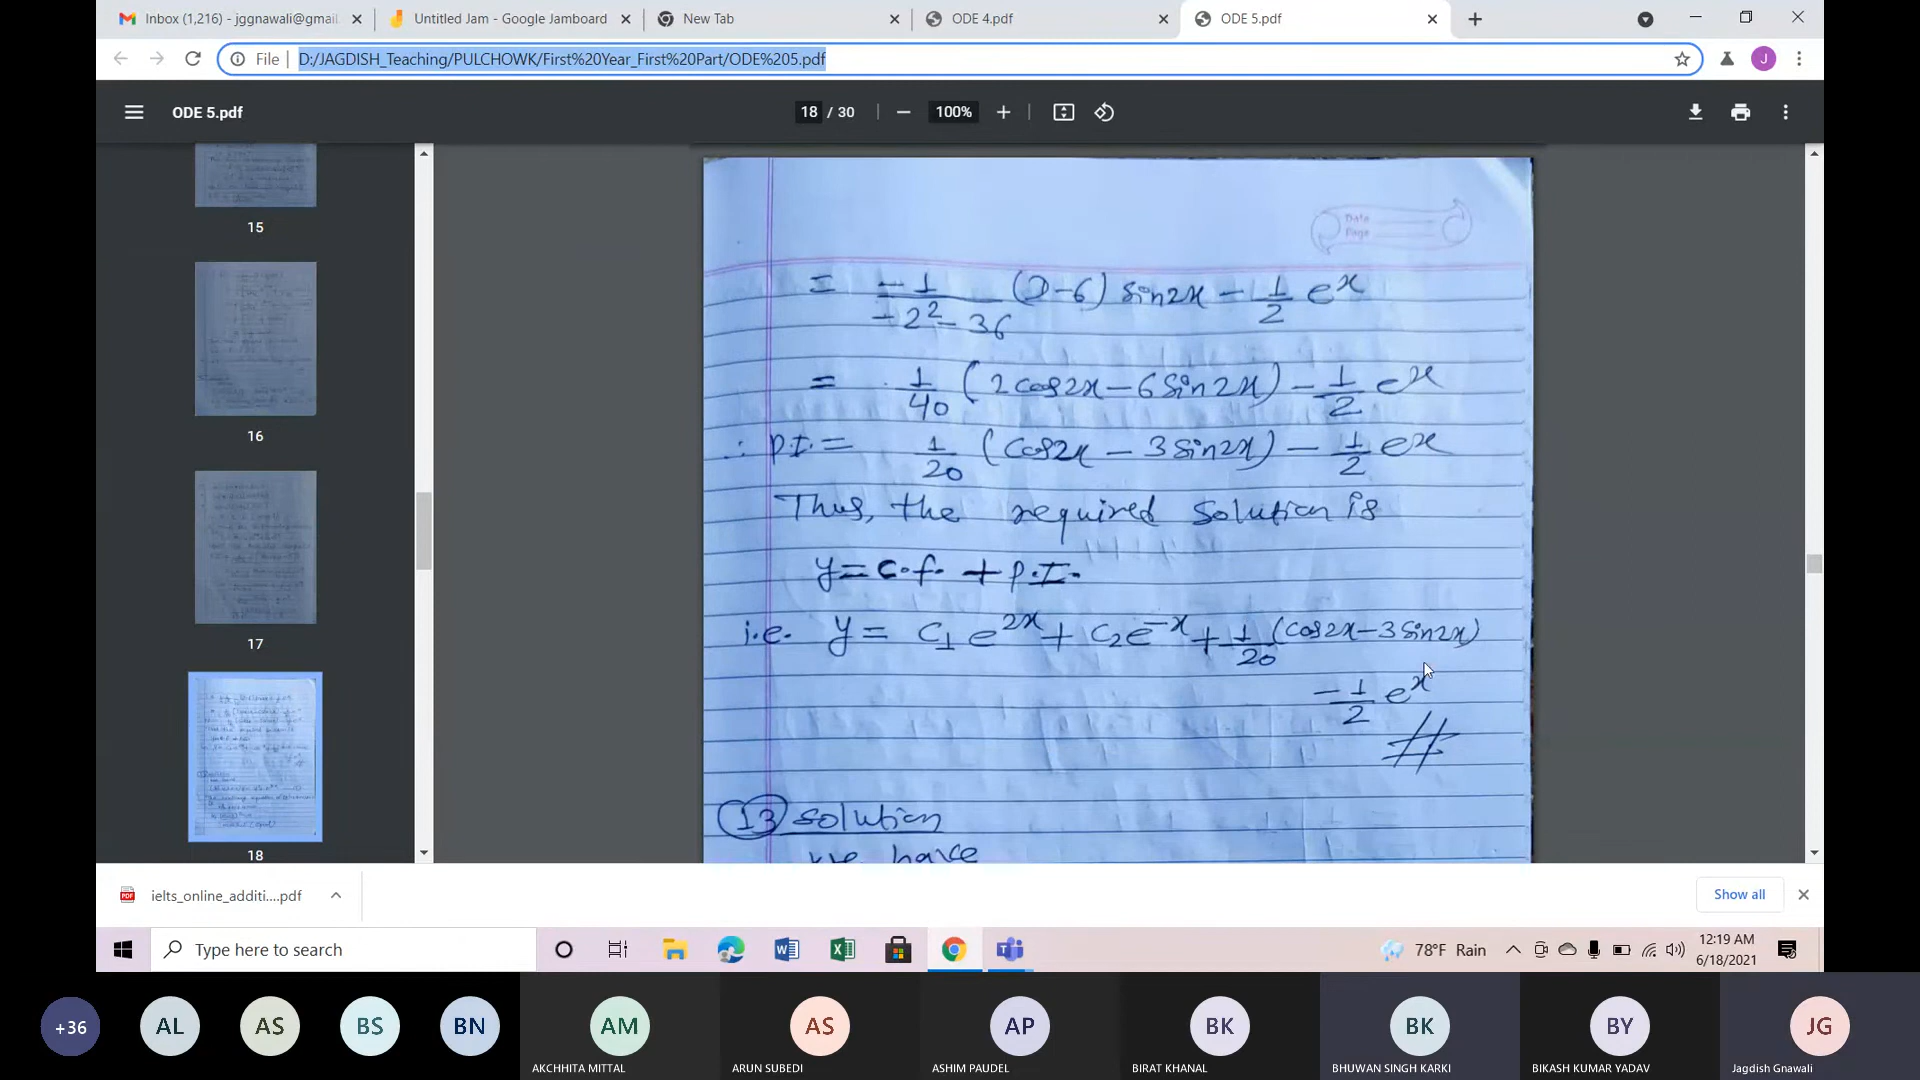 Inbox (1,216) - jggnawali@gmai
Untitled Jam - Google Jamboard
New Tab
ODE 4.pdf
ODE 5.pdf
File | D:/JAGDISH_Teaching/PULCHOWK/First%20Year_First%20Part/ODE%205.pdf
J
ODE 5.pdf
18 / 30
100%
15
16
17
18
Date
Page
= -1/(-2² - 36) (D-6) sin2x - 1/2 eˣ
= 1/40 (2cos2x - 6sin2x) - 1/2 eˣ
∴ P.I. = 1/20 (cos2x - 3sin2x) - 1/2 eˣ
Thus, the required solution is
y = C.f. + P.I.
i.e. y = C₁e²ˣ + C₂e⁻ˣ + 1/20 (cos2x - 3sin2x)
- 1/2 eˣ
#
13 solution
we have
ielts_online_additi....pdf
Show all
Type here to search
78°F Rain
12:19 AM
6/18/2021
+36
AL
AS
BS
BN
AM
AKCHHITA MITTAL
AS
ARUN SUBEDI
AP
ASHIM PAUDEL
BK
BIRAT KHANAL
BK
BHUWAN SINGH KARKI
BY
BIKASH KUMAR YADAV
JG
Jagdish Gnawali